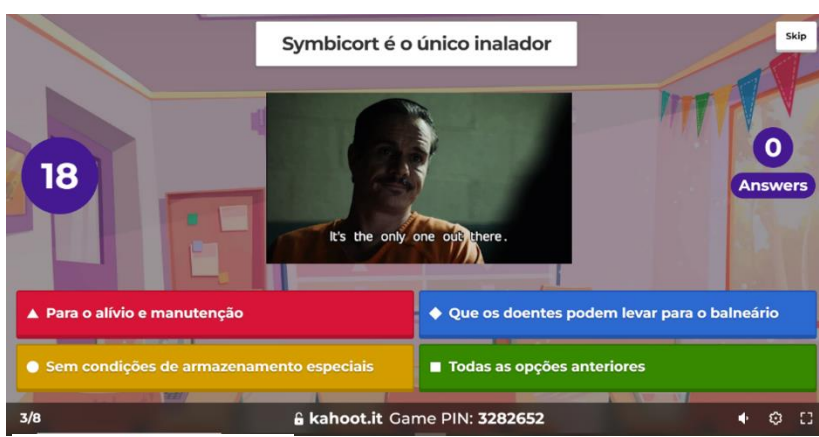 Symbicort é o único inalador
Skip
18
0
Answers
It's the only one out there.
Para o alívio e manutenção
Que os doentes podem levar para o balneário
Sem condições de armazenamento especiais
Todas as opções anteriores
3/8
kahoot.it Game PIN: 3282652